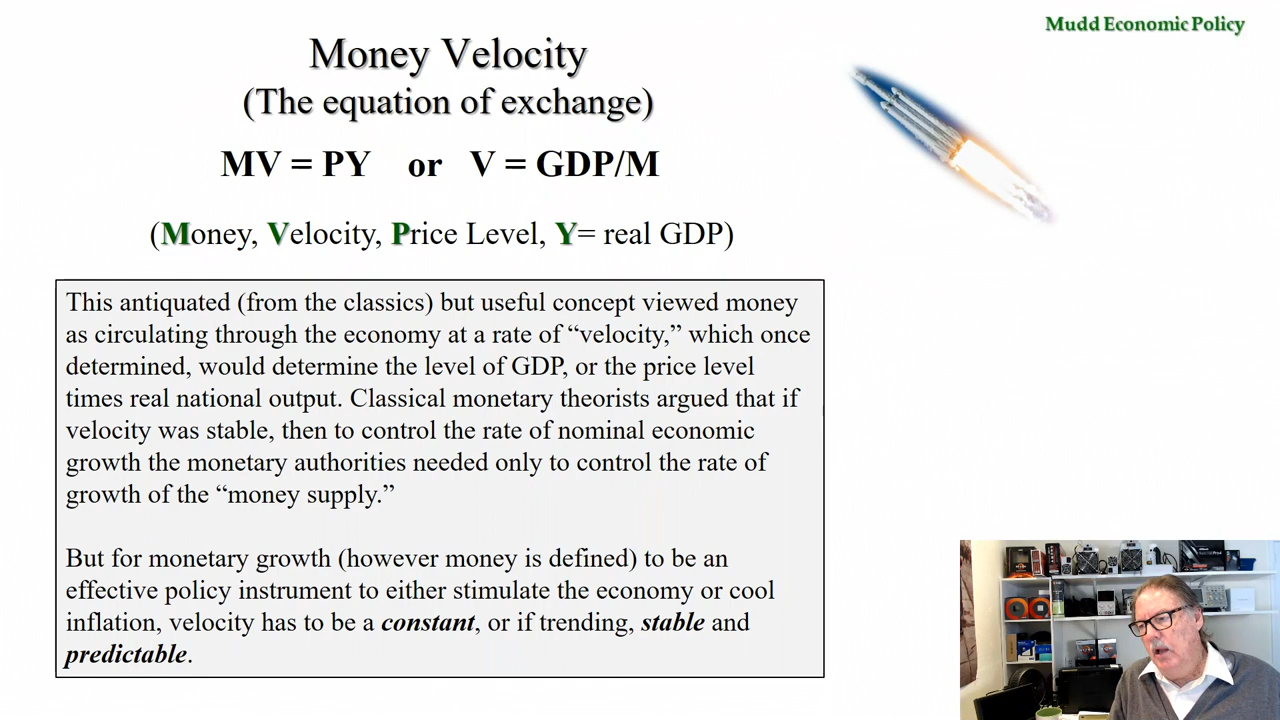 Mudd Economic Policy
Money Velocity
(The equation of exchange)
MV = PY or V = GDP/M
(Money, Velocity, Price Level, Y= real GDP)
This antiquated (from the classics) but useful concept viewed money
as circulating through the economy at a rate of “velocity,” which once
determined, would determine the level of GDP, or the price level
times real national output. Classical monetary theorists argued that if
velocity was stable, then to control the rate of nominal economic
growth the monetary authorities needed only to control the rate of
growth of the “money supply.”
But for monetary growth (however money is defined) to be an
effective policy instrument to either stimulate the economy or cool
inflation, velocity has to be a constant, or if trending, stable and
predictable.